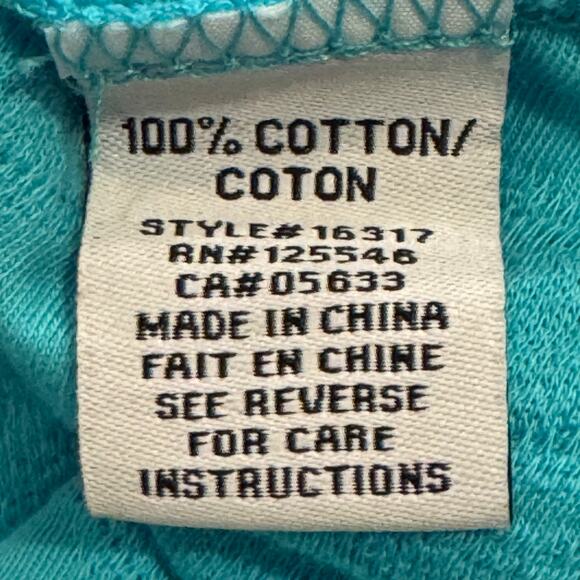 100% COTTON/
COTON
STYLE# 16317
RN#125546
CA#05633
MADE IN CHINA
FAIT EN CHINE
SEE REVERSE
FOR CARE
INSTRUCTIONS